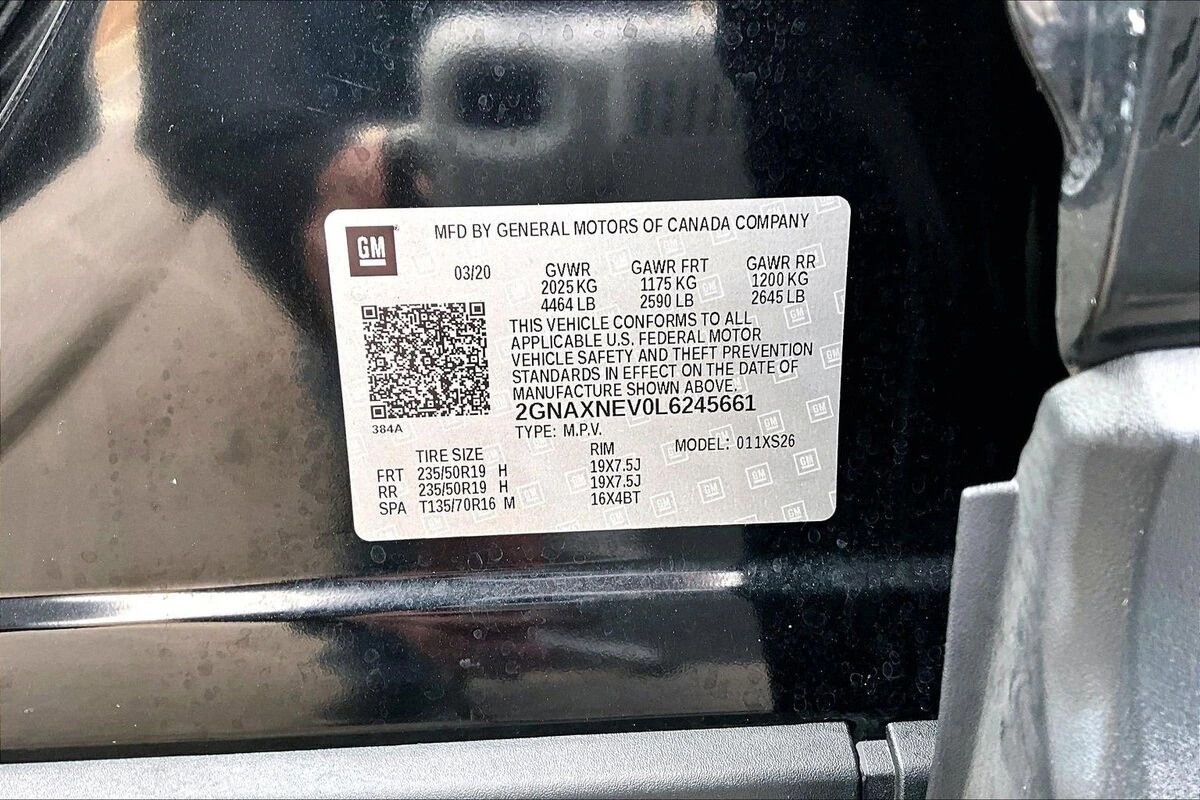 GM
MFD BY GENERAL MOTORS OF CANADA COMPANY
03/20 GVWR GAWR FRT GAWR RR
2025 KG 1175 KG 1200 KG
4464 LB 2590 LB 2645 LB
THIS VEHICLE CONFORMS TO ALL
APPLICABLE U.S. FEDERAL MOTOR
VEHICLE SAFETY AND THEFT PREVENTION
STANDARDS IN EFFECT ON THE DATE OF
MANUFACTURE SHOWN ABOVE.
2GNAXNEV0L6245661
384A
TYPE: M.P.V. MODEL: 011XS26
TIRE SIZE RIM
FRT 235/50R19 H 19X7.5J
RR 235/50R19 H 19X7.5J
SPA T135/70R16 M 16X4BT